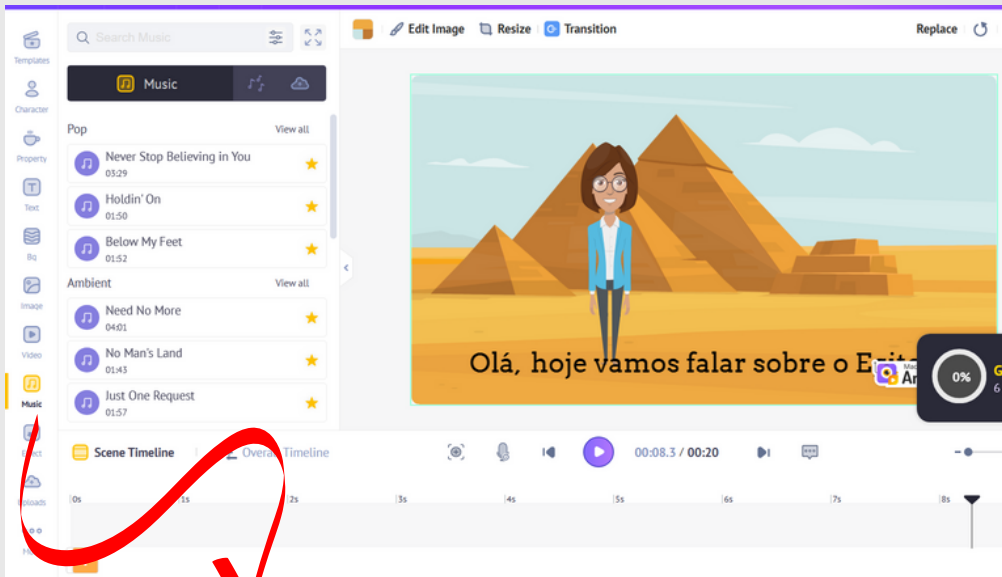 Search Music
Edit Image
Resize
Transition
Replace
Templates
Character
Property
Text
Bg
Image
Video
Music
Uploads
Music
Pop
View all
Never Stop Believing in You
03:29
Holdin' On
01:50
Below My Feet
01:52
Ambient
View all
Need No More
04:01
No Man's Land
01:43
Just One Request
01:57
Olá, hoje vamos falar sobre o
0%
6
Scene Timeline
Overall Timeline
00:08.3 / 00:20
0s
1s
2s
3s
4s
5s
6s
7s
8s